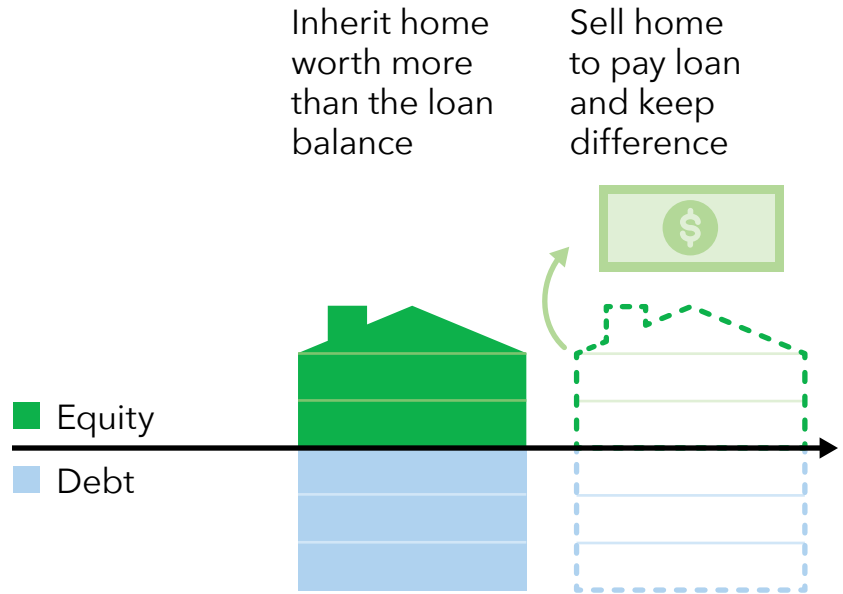 Inherit home
worth more
than the loan
balance
Sell home
to pay loan
and keep
difference
$
Equity
Debt